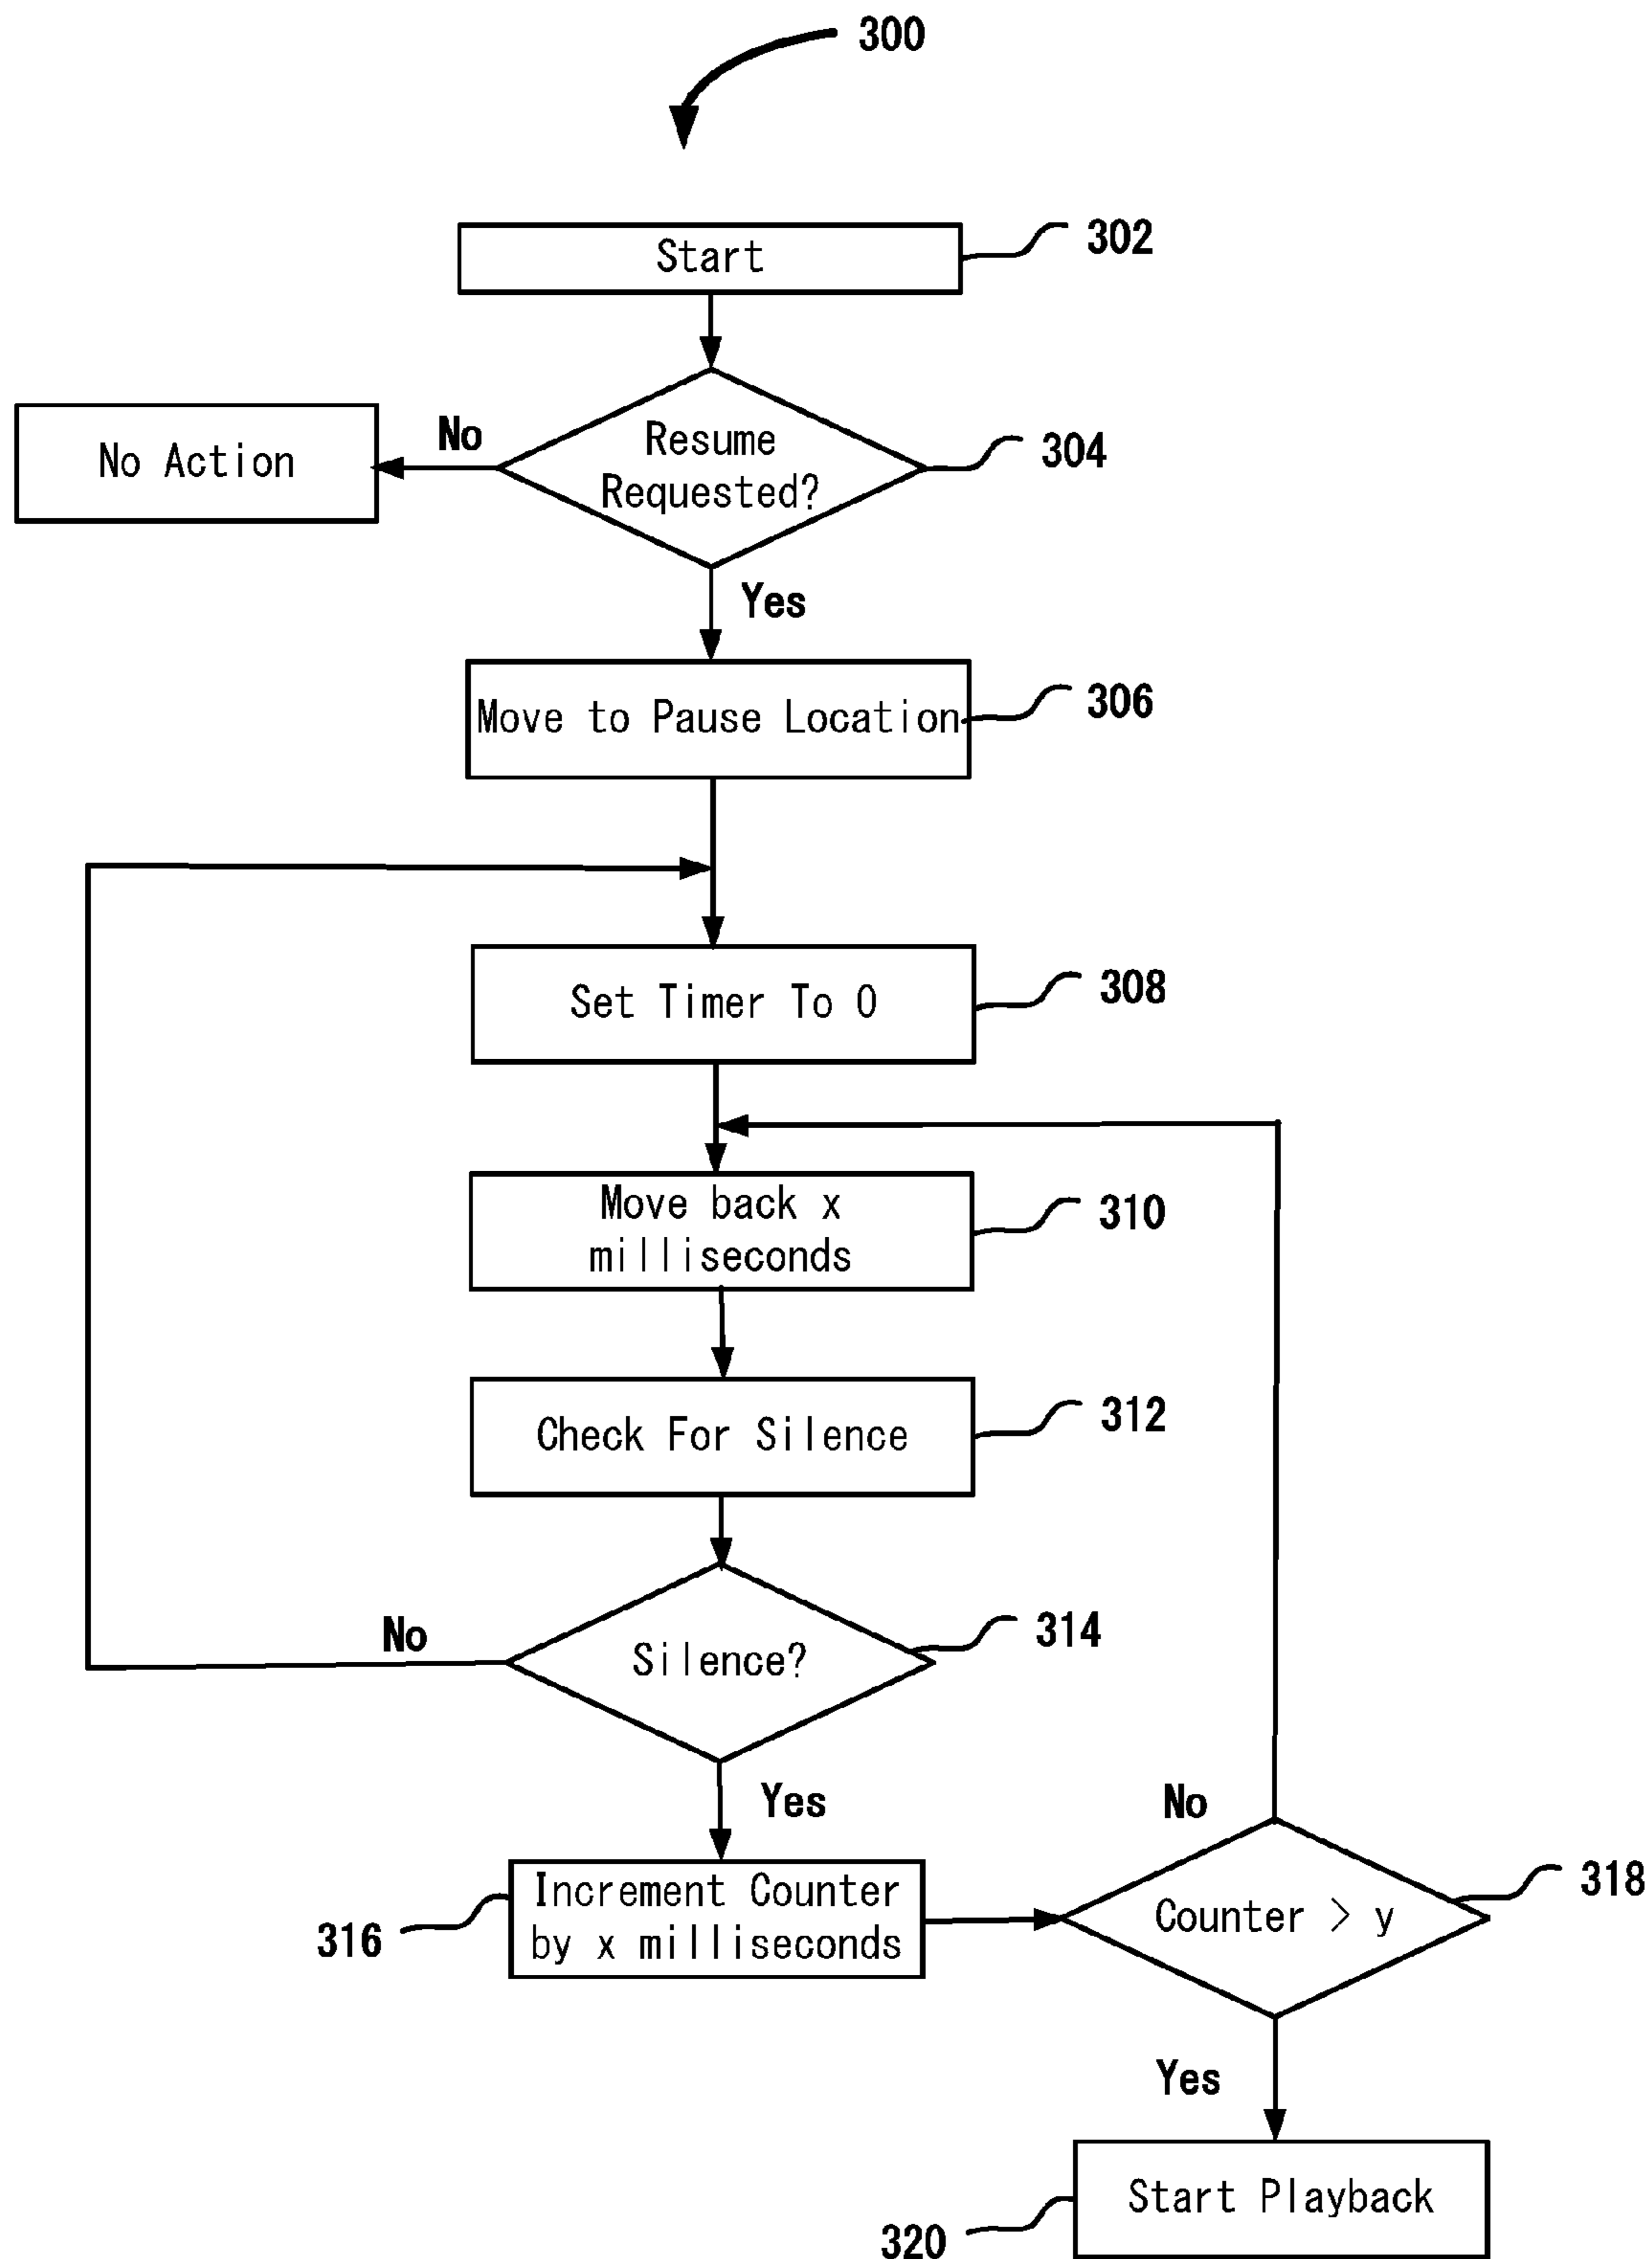 300
Start
302
Resume
Requested?
304
No
No Action
Yes
Move to Pause Location
306
Set Timer To 0
308
Move back x
milliseconds
310
Check For Silence
312
Silence?
314
No
Yes
Increment Counter
by x milliseconds
316
Counter > y
318
No
Yes
Start Playback
320